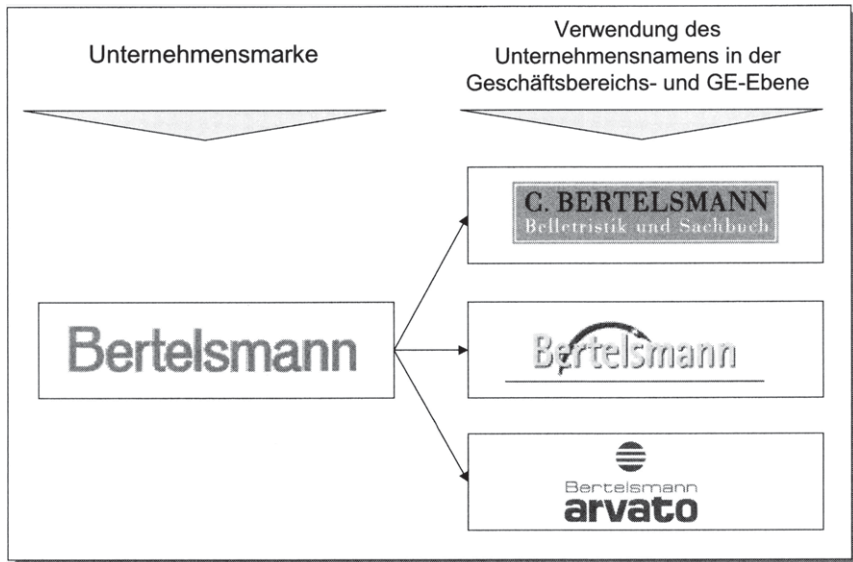 Unternehmensmarke
Verwendung des
Unternehmensnamens in der
Geschäftsbereichs- und GE-Ebene
Bertelsmann
C. BERTELSMANN
Belletristik und Sachbuch
Bertelsmann
Bertelsmann
arvato